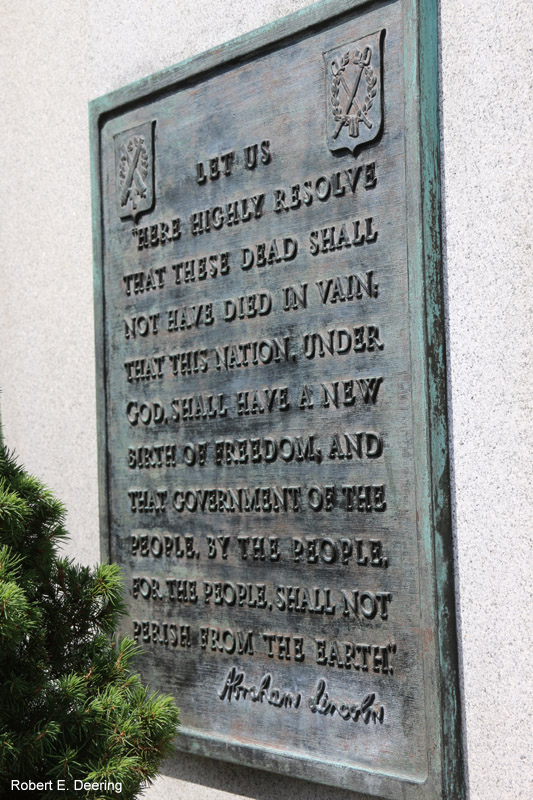 LET US
"HERE HIGHLY RESOLVE
THAT THESE DEAD SHALL
NOT HAVE DIED IN VAIN;
THAT THIS NATION, UNDER
GOD, SHALL HAVE A NEW
BIRTH OF FREEDOM, AND
THAT GOVERNMENT OF THE
PEOPLE, BY THE PEOPLE,
FOR THE PEOPLE, SHALL NOT
PERISH FROM THE EARTH."
Abraham Lincoln
Robert E. Deering